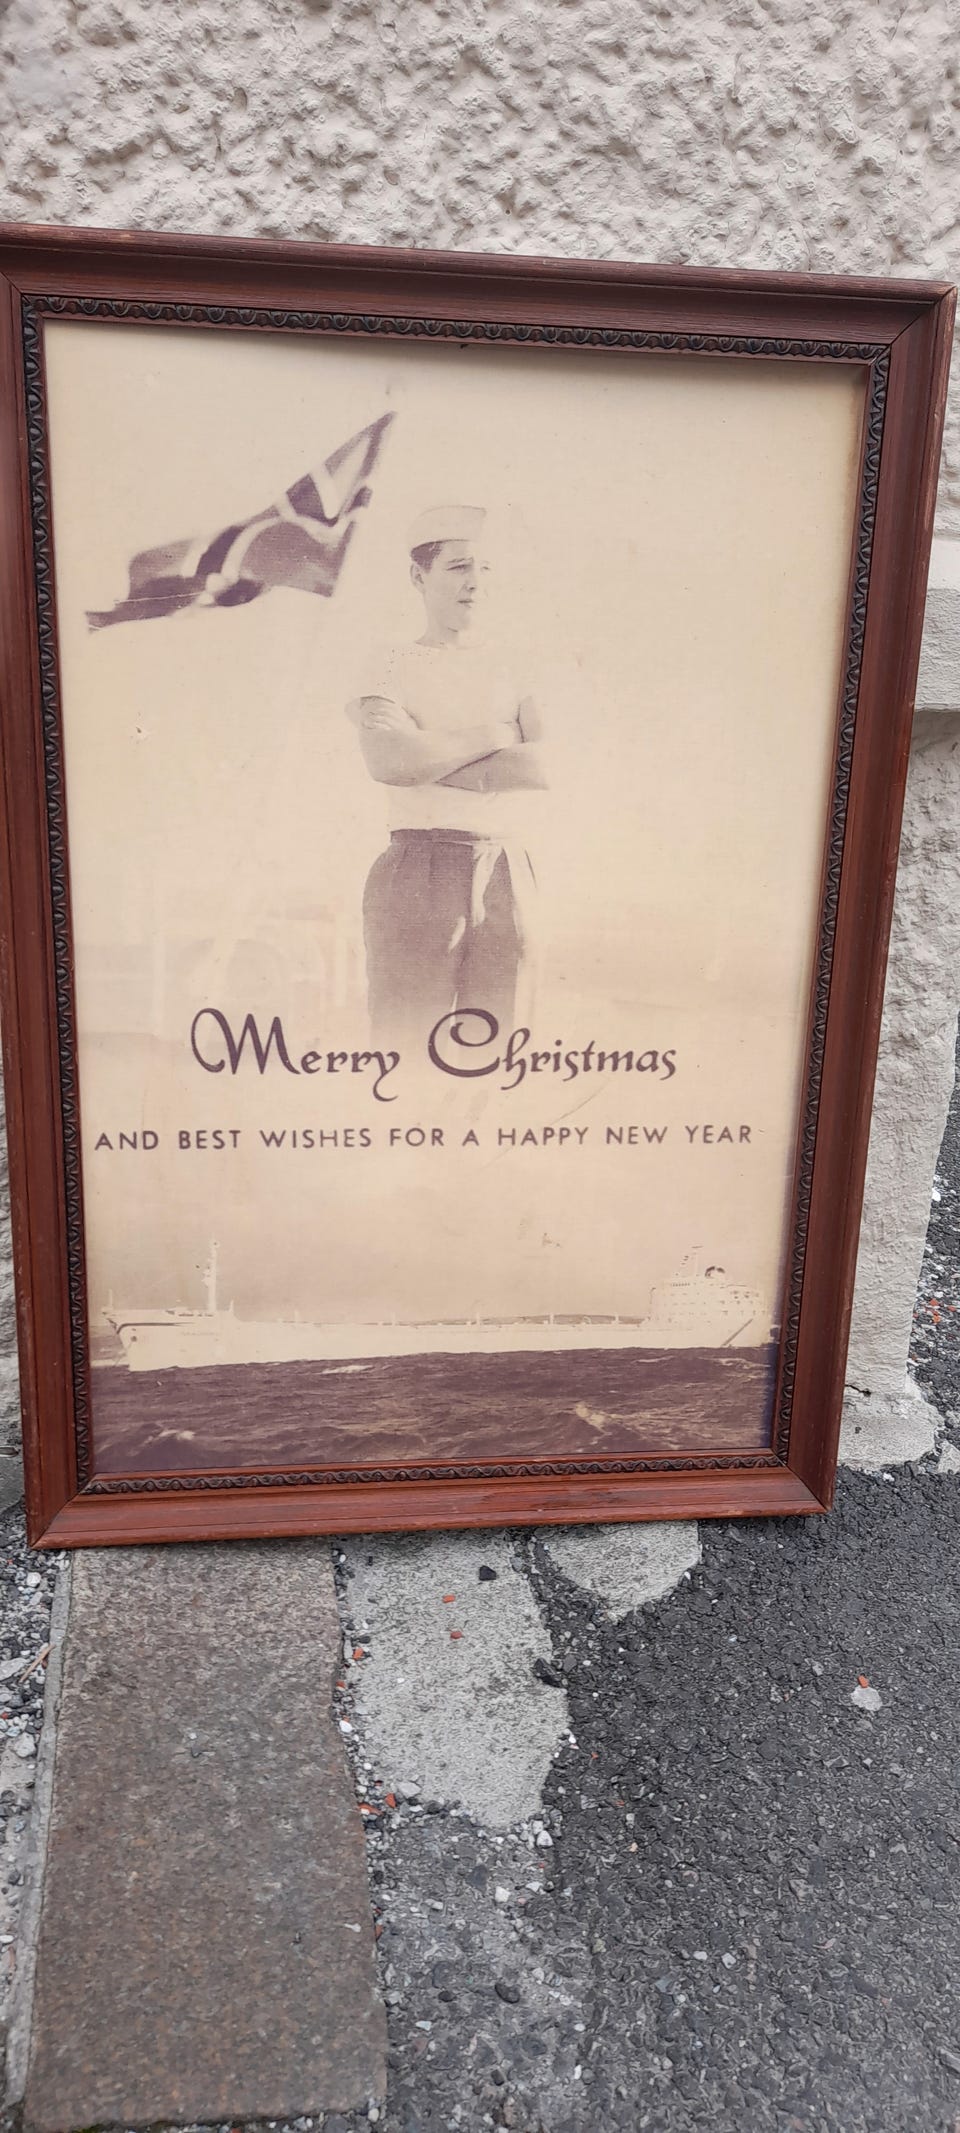 Merry Christmas
AND BEST WISHES FOR A HAPPY NEW YEAR